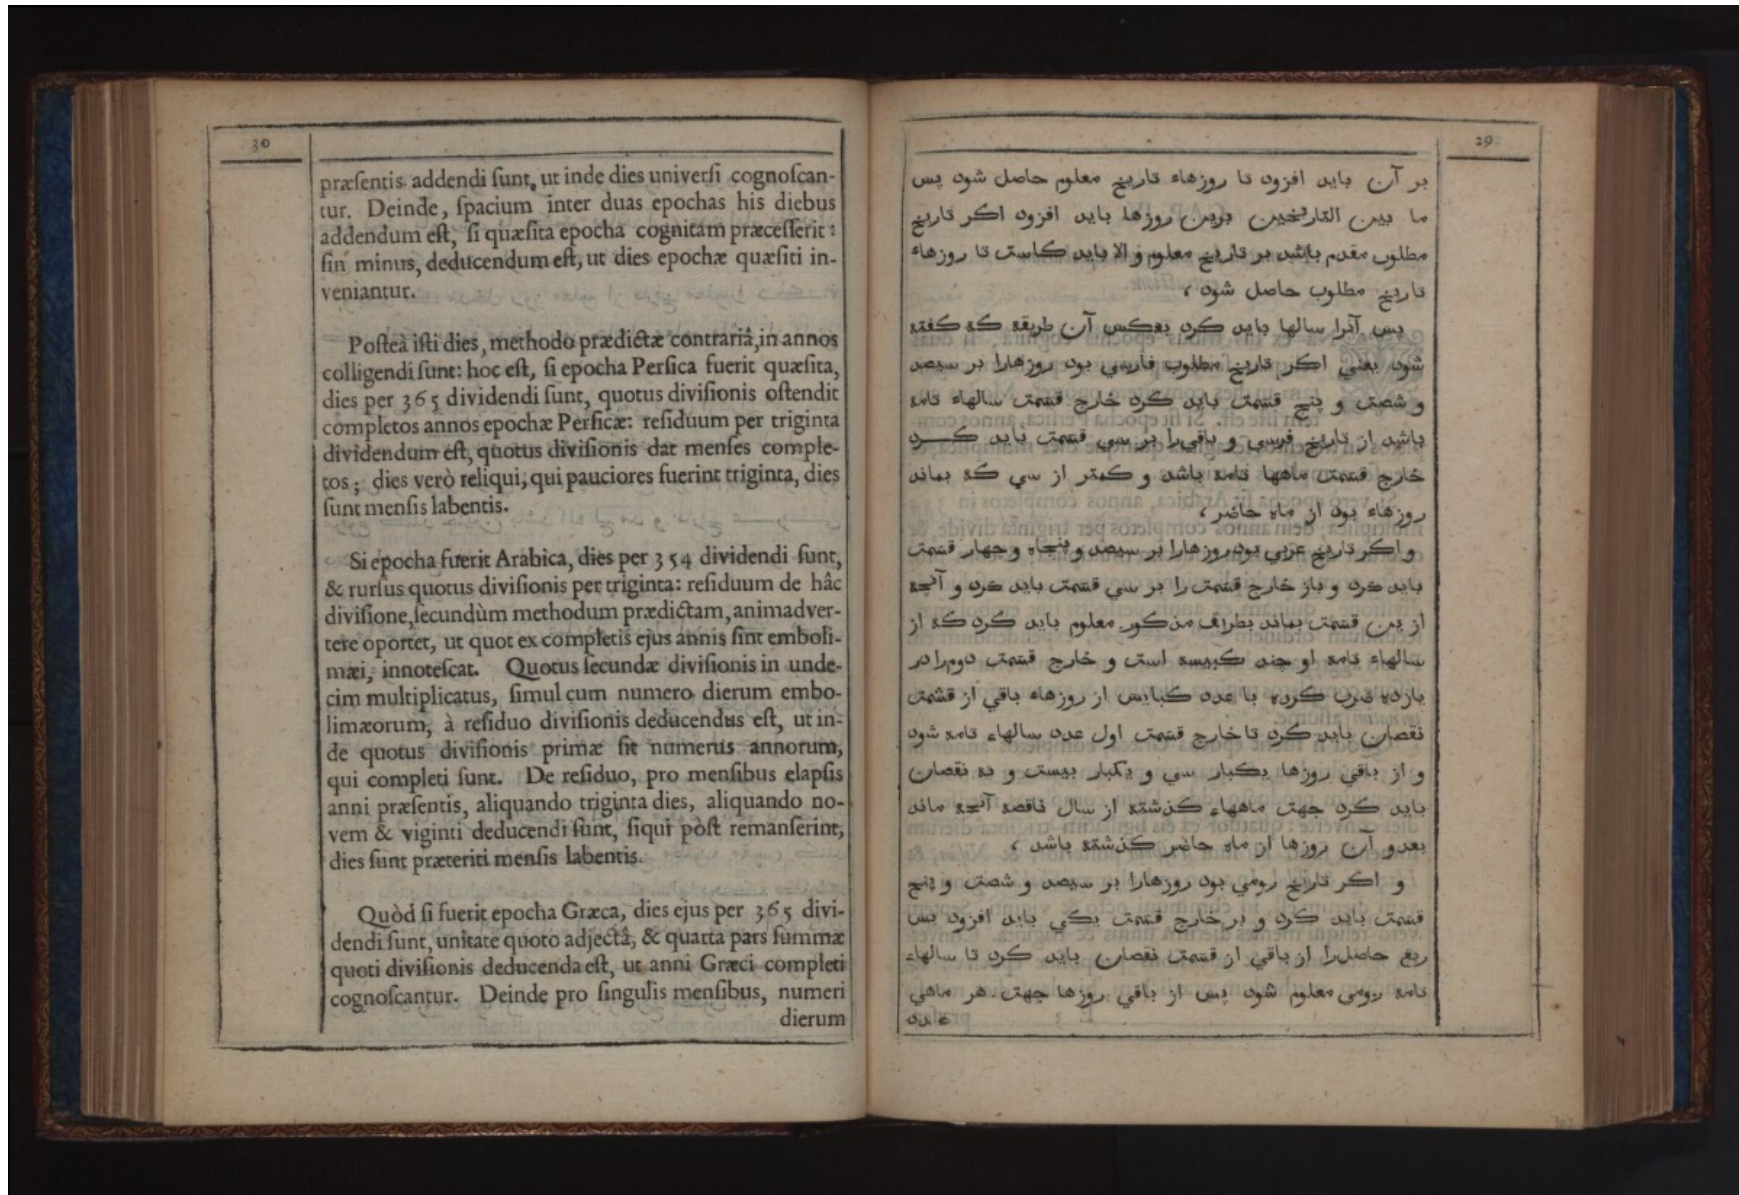 29
بر آن باید افزود تا روزهاء تاریخ معلوم حاصل شود پس
ما بین التاریخین برین روزها باید افزود اکر تاریخ
مطلوب مقدم باشد بر تاریخ معلوم و الا باید کاست تا روزهاء
تاریخ مطلوب حاصل شود ،
پس آنرا سالها باید کرد بعکس آن طریقه که کفته
شود یعنی اکر تاریخ مطلوب فارسی بود روزهارا بر سیصد
و شصت و پنج قسمت باید کرد خارج قسمت سالهاء تامه
باشد از تاریخ فرسی و باقی‌را بر سی قسمت باید کرد
خارج قسمت ماهها تامه باشد و کمتر از سی که بماند
روزهاء بود از ماه حاضر ،
و اکر تاریخ عربی بود روزهارا بر سیصد و پنجاه و چهار قسمت
باید کرد و باز خارج قسمت را بر سی قسمت باید کرد و آنچه
از ین قسمت بماند بطرایف مذکور معلوم باید کرد که از
سالهاء تامه او چند کبیسه است و خارج قسمت دوم‌را در
یازده ضرب کرده با عدد کبایس از روزهاء باقی از قسمت
نقصان باید کرد تا خارج قسمت اول عدد سالهاء تامه شود
و از باقی روزها یکبار سی و یکبار بیست و نه نقصان
باید کرد جهت ماههاء کذشته از سال ناقصه آنچه ماند
بعدو آن روزها از ماه حاضر کذشته باشد ،
و اکر تاریخ رومی بود روزهارا بر سیصد و شصت و پنج
قسمت باید کرد و بر خارج قسمت یکی باید افزود پس
ربع حاصل‌را از باقی از قسمت نقصان باید کرد تا سالهاء
تامه رومی معلوم شود پس از باقی روزها جهت هر ماهی
عدد
30
præſentis addendi ſunt, ut inde dies univerſi cognoſcan-
tur. Deinde, ſpacium inter duas epochas his diebus
addendum eſt, ſi quæſita epocha cognitam præceſſerit:
ſin minus, deducendum eſt, ut dies epochæ quæſiti in-
veniantur.
Poſteà iſti dies, methodo prædictæ contrariâ, in annos
colligendi ſunt: hoc eſt, ſi epocha Perſica fuerit quæſita,
dies per 365 dividendi ſunt, quotus diviſionis oſtendit
completos annos epochæ Perſicæ: reſiduum per triginta
dividendum eſt, quotus diviſionis dat menſes comple-
tos; dies verò reliqui, qui pauciores fuerint triginta, dies
ſunt menſis labentis.
Si epocha fuerit Arabica, dies per 354 dividendi ſunt,
& rurſus quotus diviſionis per triginta: reſiduum de hâc
diviſione, ſecundùm methodum prædictam, animadver-
tere oportet, ut quot ex completis ejus annis ſint emboli-
mæi, innoteſcat. Quotus ſecundæ diviſionis in unde-
cim multiplicatus, ſimul cum numero dierum embo-
limæorum, à reſiduo diviſionis deducendus eſt, ut in-
de quotus diviſionis primæ ſit numerus annorum,
qui completi ſunt. De reſiduo, pro menſibus elapſis
anni præſentis, aliquando triginta dies, aliquando no-
vem & viginti deducendi ſunt, ſiqui pòſt remanſerint,
dies ſunt præteriti menſis labentis.
Quòd ſi fuerit epocha Græca, dies ejus per 365 divi-
dendi ſunt, unitate quoto adjectâ, & quarta pars ſummæ
quoti diviſionis deducenda eſt, ut anni Græci completi
cognoſcantur. Deinde pro ſingulis menſibus, numeri
dierum